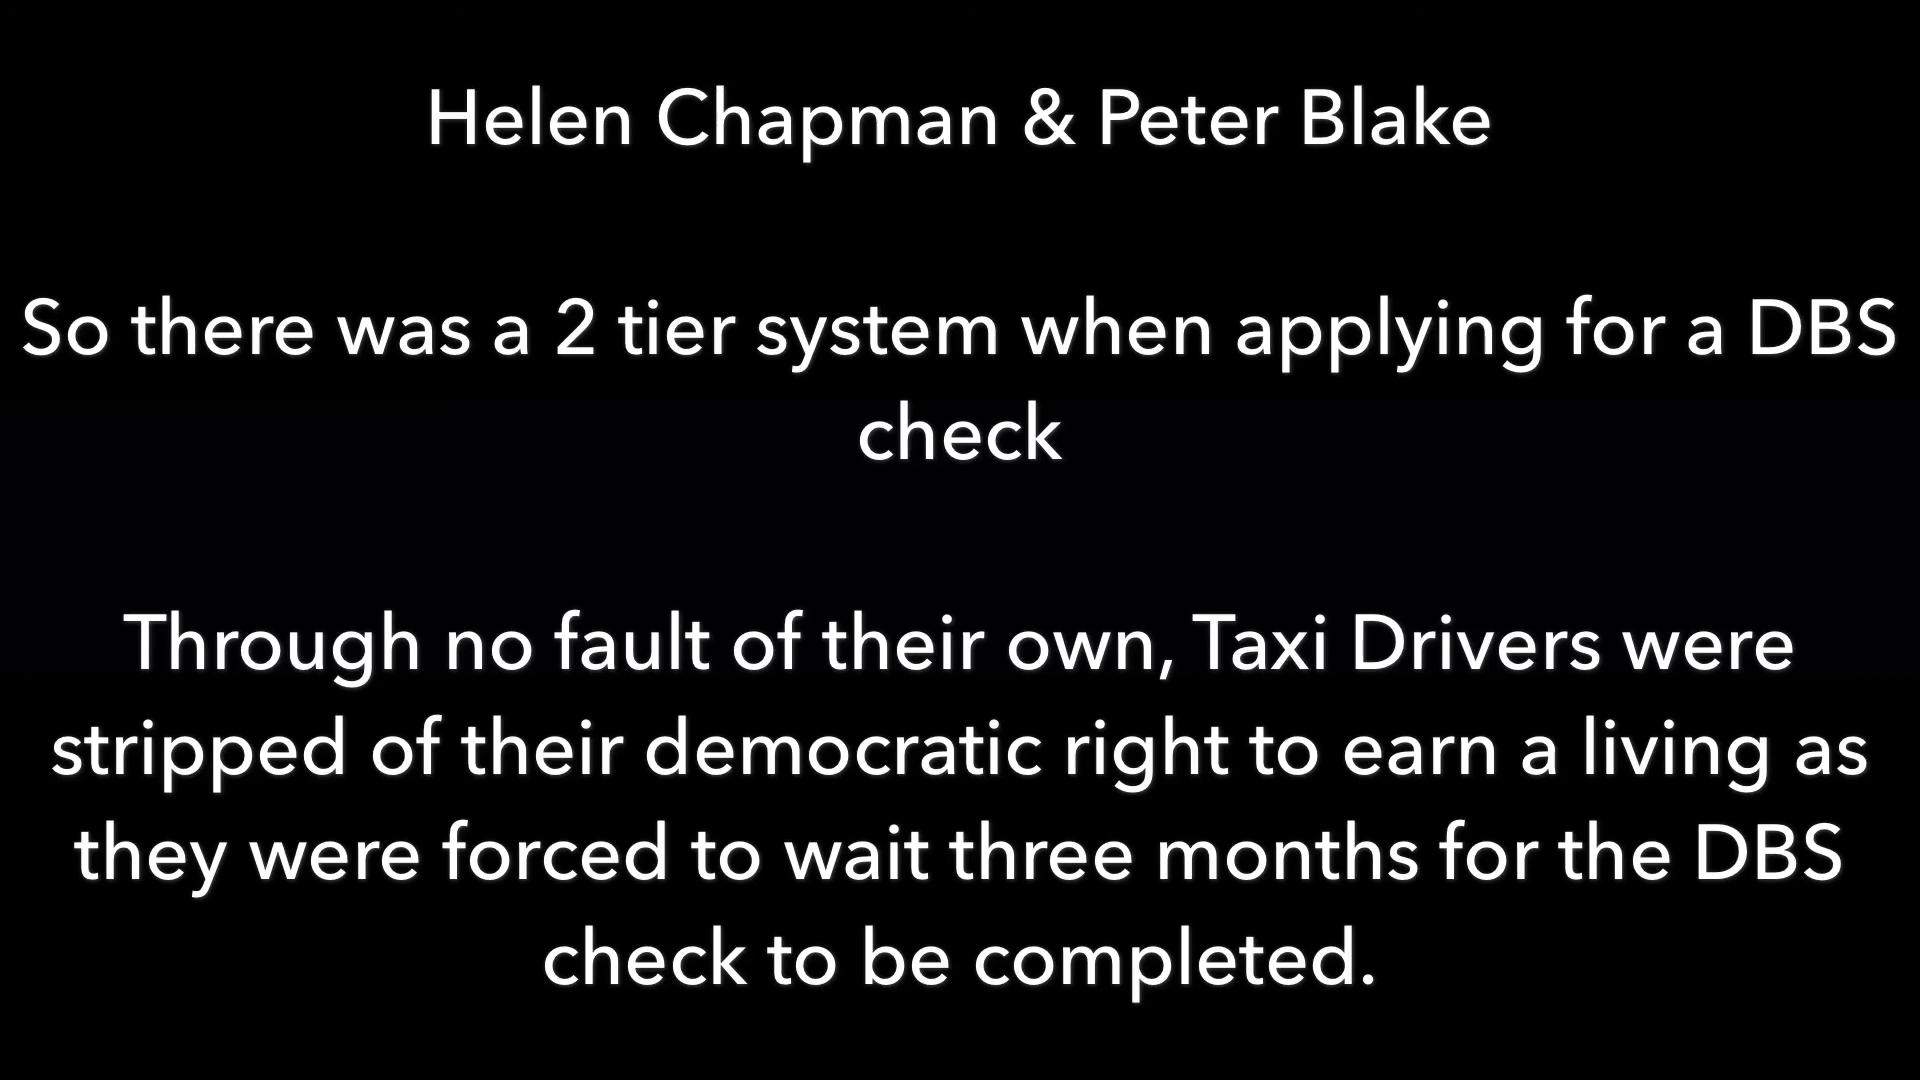 Helen Chapman & Peter Blake
So there was a 2 tier system when applying for a DBS
check
Through no fault of their own, Taxi Drivers were
stripped of their democratic right to earn a living as
they were forced to wait three months for the DBS
check to be completed.